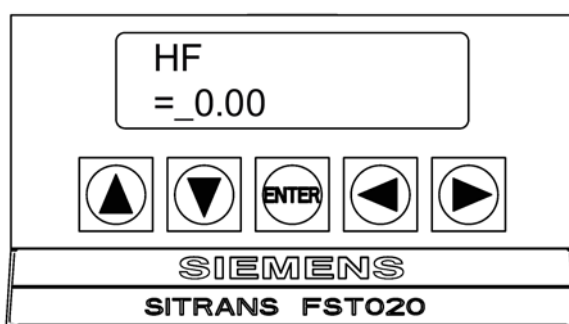 HF
=_0.00
ENTER
SIEMENS
SITRANS FST020